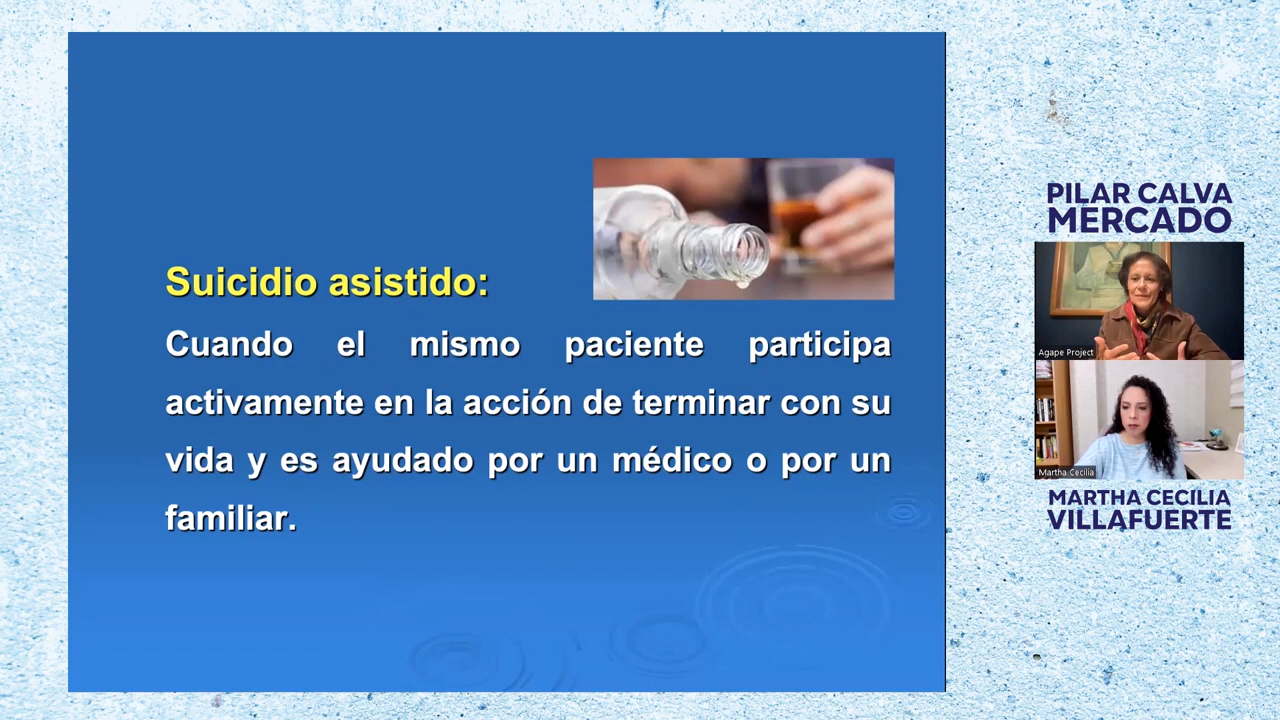 Suicidio asistido:
Cuando el mismo paciente participa
activamente en la acción de terminar con su
vida y es ayudado por un médico o por un
familiar.
PILAR CALVA
MERCADO
Agape Project
Martha Cecilia
MARTHA CECILIA
VILLAFUERTE